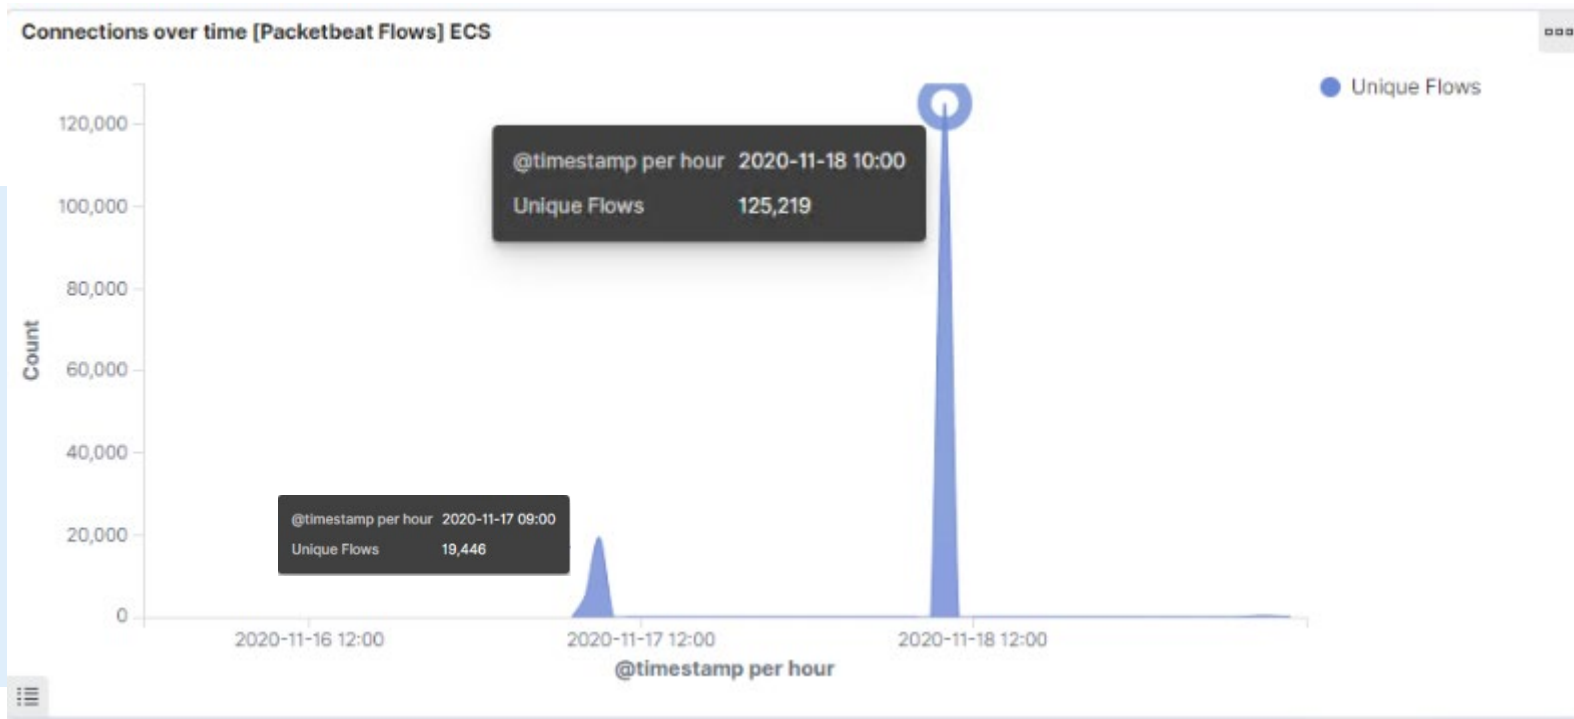 Connections over time [Packetbeat Flows] ECS
Unique Flows
120,000
100,000
80,000
60,000
40,000
20,000
0
Count
@timestamp per hour 2020-11-18 10:00
Unique Flows 125,219
@timestamp per hour 2020-11-17 09:00
Unique Flows 19,446
2020-11-16 12:00 2020-11-17 12:00 2020-11-18 12:00
@timestamp per hour